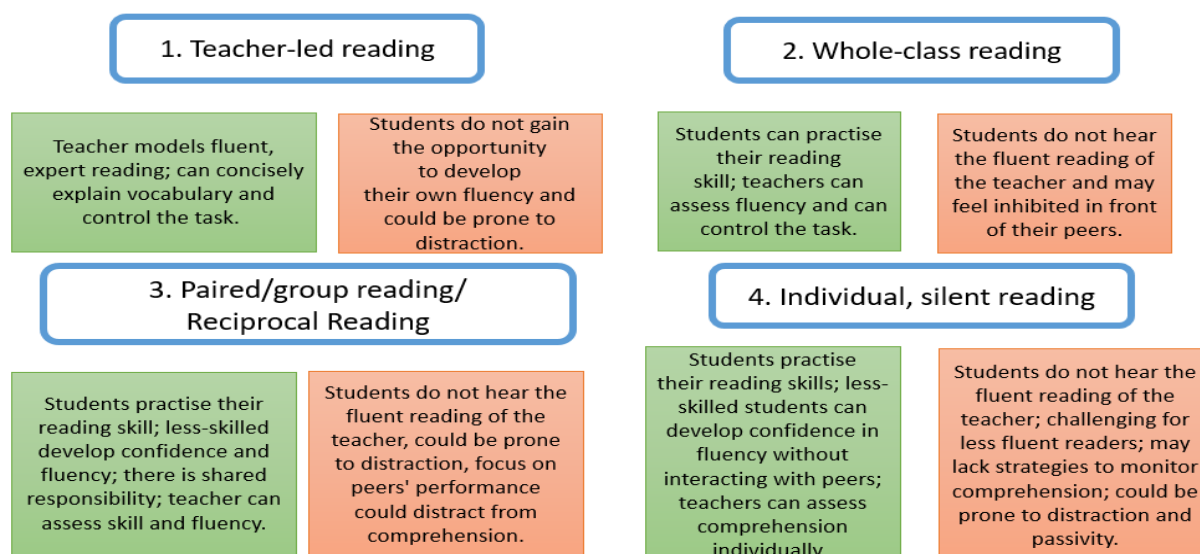 1. Teacher-led reading
Teacher models fluent,
expert reading; can concisely
explain vocabulary and
control the task.
Students do not gain
the opportunity
to develop
their own fluency and
could be prone to
distraction.
2. Whole-class reading
Students can practise
their reading
skill; teachers can
assess fluency and can
control the task.
Students do not hear
the fluent reading of
the teacher and may
feel inhibited in front
of their peers.
3. Paired/group reading/
Reciprocal Reading
Students practise their
reading skill; less-skilled
develop confidence and
fluency; there is shared
responsibility; teacher can
assess skill and fluency.
Students do not hear the
fluent reading of the
teacher, could be prone
to distraction, focus on
peers' performance
could distract from
comprehension.
4. Individual, silent reading
Students practise
their reading skills; less-
skilled students can
develop confidence in
fluency without
interacting with peers;
teachers can assess
comprehension
individually
Students do not hear the
fluent reading of the
teacher; challenging for
less fluent readers; may
lack strategies to monitor
comprehension; could be
prone to distraction and
passivity.